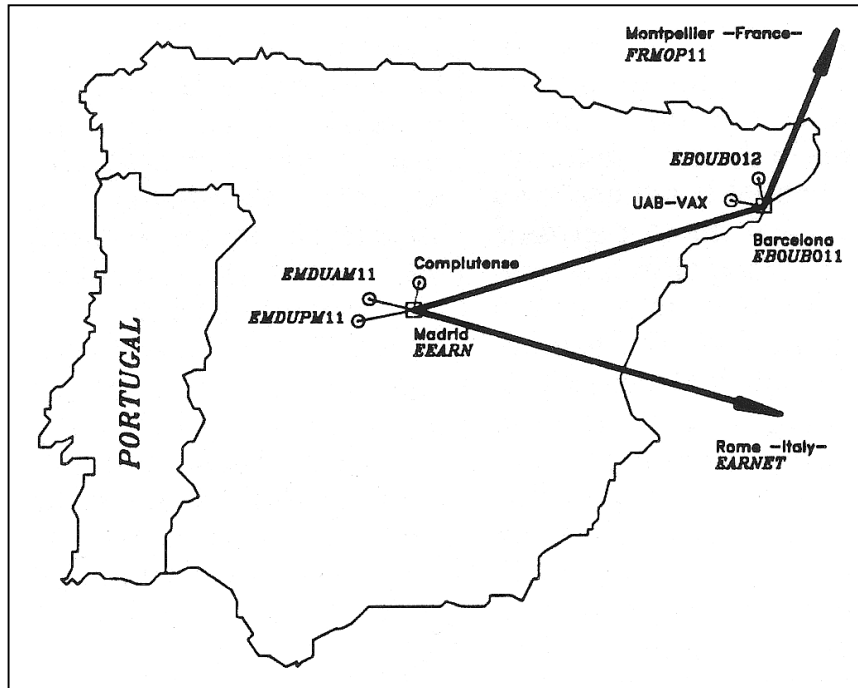 Montpellier -France-
FRMOP11
EB0UB012
UAB-VAX
Barcelona
EB0UB011
Complutense
EMDUAM11
EMDUPM11
Madrid
EEARN
PORTUGAL
Rome -Italy-
EARNET